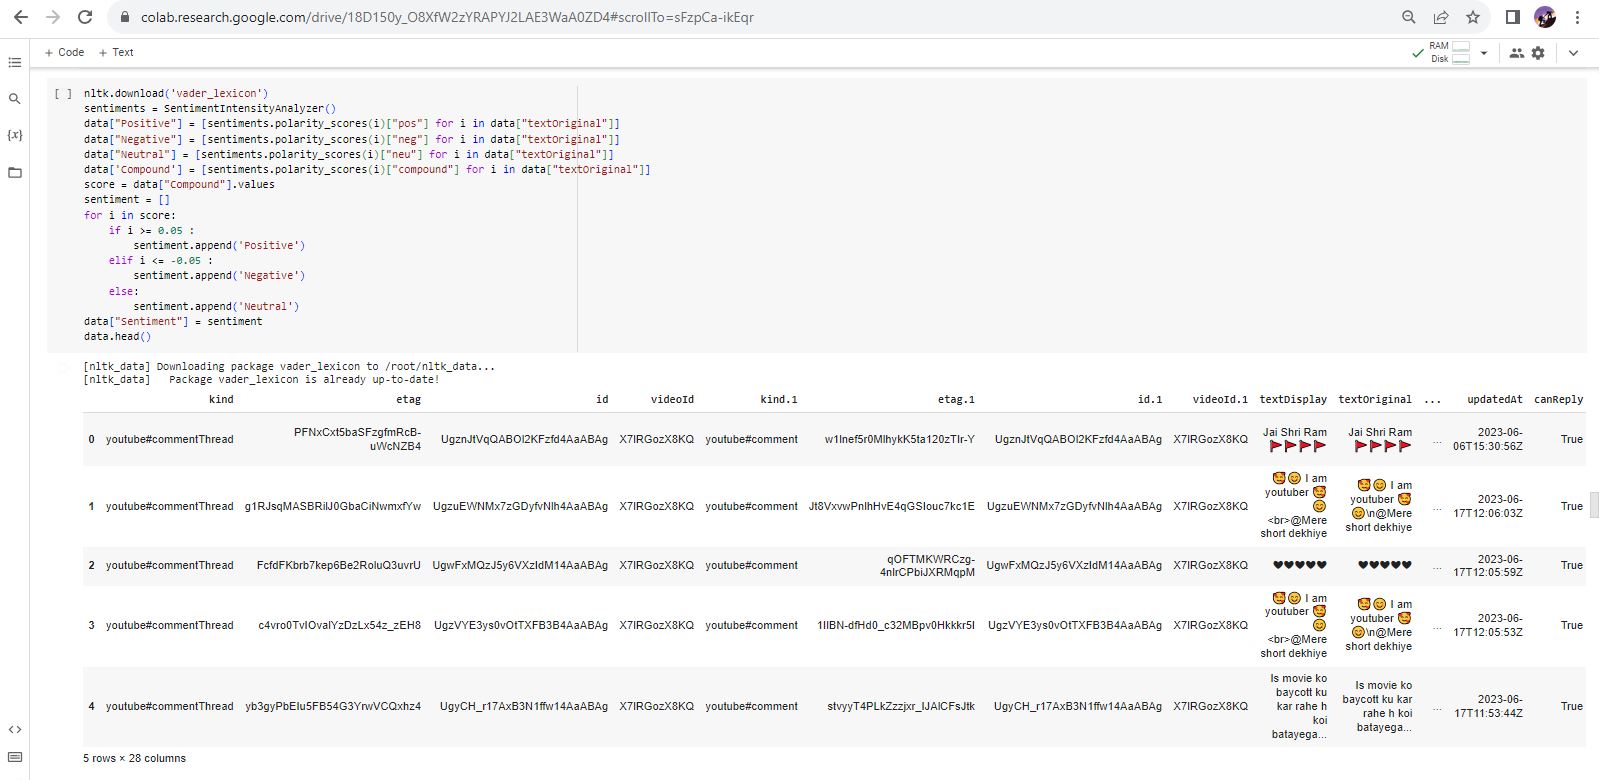 colab.research.google.com/drive/18D150y_O8XfW2zYRAPYJ2LAE3WaA0ZD4#scrollTo=sFzpCa-ikEqr
+ Code + Text
RAM
Disk
[ ] nltk.download('vader_lexicon')
sentiments = SentimentIntensityAnalyzer()
data["Positive"] = [sentiments.polarity_scores(i)["pos"] for i in data["textOriginal"]]
data["Negative"] = [sentiments.polarity_scores(i)["neg"] for i in data["textOriginal"]]
data["Neutral"] = [sentiments.polarity_scores(i)["neu"] for i in data["textOriginal"]]
data['Compound'] = [sentiments.polarity_scores(i)["compound"] for i in data["textOriginal"]]
score = data["Compound"].values
sentiment = []
for i in score:
    if i >= 0.05 :
        sentiment.append('Positive')
    elif i <= -0.05 :
        sentiment.append('Negative')
    else:
        sentiment.append('Neutral')
data["Sentiment"] = sentiment
data.head()
[nltk_data] Downloading package vader_lexicon to /root/nltk_data...
[nltk_data]   Package vader_lexicon is already up-to-date!
kind etag id videoId kind.1 etag.1 id.1 videoId.1 textDisplay textOriginal ... updatedAt canReply
PFNxCxt5baSFzgfmRcB- Jai Shri Ram Jai Shri Ram 2023-06-
0 youtube#commentThread UgznJtVqQABOI2KFzfd4AaABAg X7IRGozX8KQ youtube#comment w1Inef5r0MlhykK5ta120zTIr-Y UgznJtVqQABOI2KFzfd4AaABAg X7IRGozX8KQ ... True
uWcNZB4 🚩🚩🚩🚩 🚩🚩🚩🚩 06T15:30:56Z
🥰😊 I am
🥰😊 I am
youtuber 🥰 youtuber 🥰 2023-06-
1 youtube#commentThread g1RJsqMASBRiIJ0GbaCiNwmxfYw UgzuEWNMx7zGDyfvNIh4AaABAg X7IRGozX8KQ youtube#comment Jt8VxvwPnIhHvE4qGSIouc7kc1E UgzuEWNMx7zGDyfvNIh4AaABAg X7IRGozX8KQ 😊 ... True
<br>@Mere 😊\n@Mere 17T12:06:03Z
short dekhiye short dekhiye
qOFTMKWRCzg- 2023-06-
2 youtube#commentThread FcfdFKbrb7kep6Be2RoluQ3uvrU UgwFxMQzJ5y6VXzIdM14AaABAg X7IRGozX8KQ youtube#comment UgwFxMQzJ5y6VXzIdM14AaABAg X7IRGozX8KQ ♥♥♥♥♥ ♥♥♥♥♥ ... True
4nIrCPbiJXRMqpM 17T12:05:59Z
🥰😊 I am
🥰😊 I am
youtuber 🥰 youtuber 🥰 2023-06-
3 youtube#commentThread c4vro0TvIOvaIYzDzLx54z_zEH8 UgzVYE3ys0vOtTXFB3B4AaABAg X7IRGozX8KQ youtube#comment 1IIBN-dfHd0_c32MBpv0Hkkkr5I UgzVYE3ys0vOtTXFB3B4AaABAg X7IRGozX8KQ 😊 ... True
<br>@Mere 😊\n@Mere 17T12:05:53Z
short dekhiye short dekhiye
Is movie ko
baycott ku Is movie ko
baycott ku kar 2023-06-
4 youtube#commentThread yb3gyPbEIu5FB54G3YrwVCQxhz4 UgyCH_r17AxB3N1ffw14AaABAg X7IRGozX8KQ youtube#comment stvyyT4PLkZzzjxr_IJAICFsJtk UgyCH_r17AxB3N1ffw14AaABAg X7IRGozX8KQ kar rahe h ... True
koi rahe h koi 17T11:53:44Z
batayega... batayega...
5 rows × 28 columns